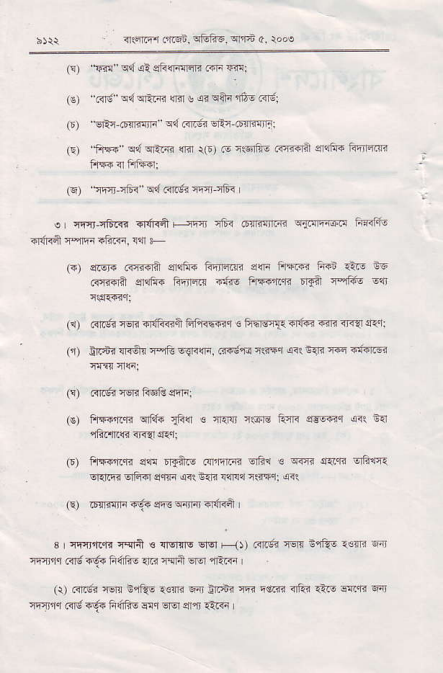 ৯১২২ বাংলাদেশ গেজেট, অতিরিক্ত, আগস্ট ৫, ২০০৩
(ঘ) "ফরম" অর্থ এই প্রবিধানমালার কোন ফরম;
(ঙ) "বোর্ড" অর্থ আইনের ধারা ৬ এর অধীন গঠিত বোর্ড;
(চ) "ভাইস-চেয়ারম্যান" অর্থ বোর্ডের ভাইস-চেয়ারম্যান;
(ছ) "শিক্ষক" অর্থ আইনের ধারা ২(চ) তে সংজ্ঞায়িত বেসরকারী প্রাথমিক বিদ্যালয়ের
শিক্ষক বা শিক্ষিকা;
(জ) "সদস্য-সচিব" অর্থ বোর্ডের সদস্য-সচিব।
৩। সদস্য-সচিবের কার্যাবলী।—সদস্য সচিব চেয়ারম্যানের অনুমোদনক্রমে নিম্নবর্ণিত
কার্যাবলী সম্পাদন করিবেন, যথা ঃ—
(ক) প্রত্যেক বেসরকারী প্রাথমিক বিদ্যালয়ের প্রধান শিক্ষকের নিকট হইতে উক্ত
বেসরকারী প্রাথমিক বিদ্যালয়ে কর্মরত শিক্ষকগণের চাকুরী সম্পর্কিত তথ্য
সংগ্রহকরণ;
(খ) বোর্ডের সভার কার্যবিবরণী লিপিবদ্ধকরণ ও সিদ্ধান্তসমূহ কার্যকর করার ব্যবস্থা গ্রহণ;
(গ) ট্রাস্টের যাবতীয় সম্পত্তি তত্ত্বাবধান, রেকর্ডপত্র সংরক্ষণ এবং উহার সকল কর্মকান্ডের
সমন্বয় সাধন;
(ঘ) বোর্ডের সভার বিজ্ঞপ্তি প্রদান;
(ঙ) শিক্ষকগণের আর্থিক সুবিধা ও সাহায্য সংক্রান্ত হিসাব প্রস্তুতকরণ এবং উহা
পরিশোধের ব্যবস্থা গ্রহণ;
(চ) শিক্ষকগণের প্রথম চাকুরীতে যোগদানের তারিখ ও অবসর গ্রহণের তারিখসহ
তাহাদের তালিকা প্রণয়ন এবং উহার যথাযথ সংরক্ষণ; এবং
(ছ) চেয়ারম্যান কর্তৃক প্রদত্ত অন্যান্য কার্যাবলী।
৪। সদস্যগণের সম্মানী ও যাতায়াত ভাতা।—(১) বোর্ডের সভায় উপস্থিত হওয়ার জন্য
সদস্যগণ বোর্ড কর্তৃক নির্ধারিত হারে সম্মানী ভাতা পাইবেন।
(২) বোর্ডের সভায় উপস্থিত হওয়ার জন্য ট্রাস্টের সদর দপ্তরের বাহির হইতে ভ্রমণের জন্য
সদস্যগণ বোর্ড কর্তৃক নির্ধারিত ভ্রমণ ভাতা প্রাপ্য হইবেন।